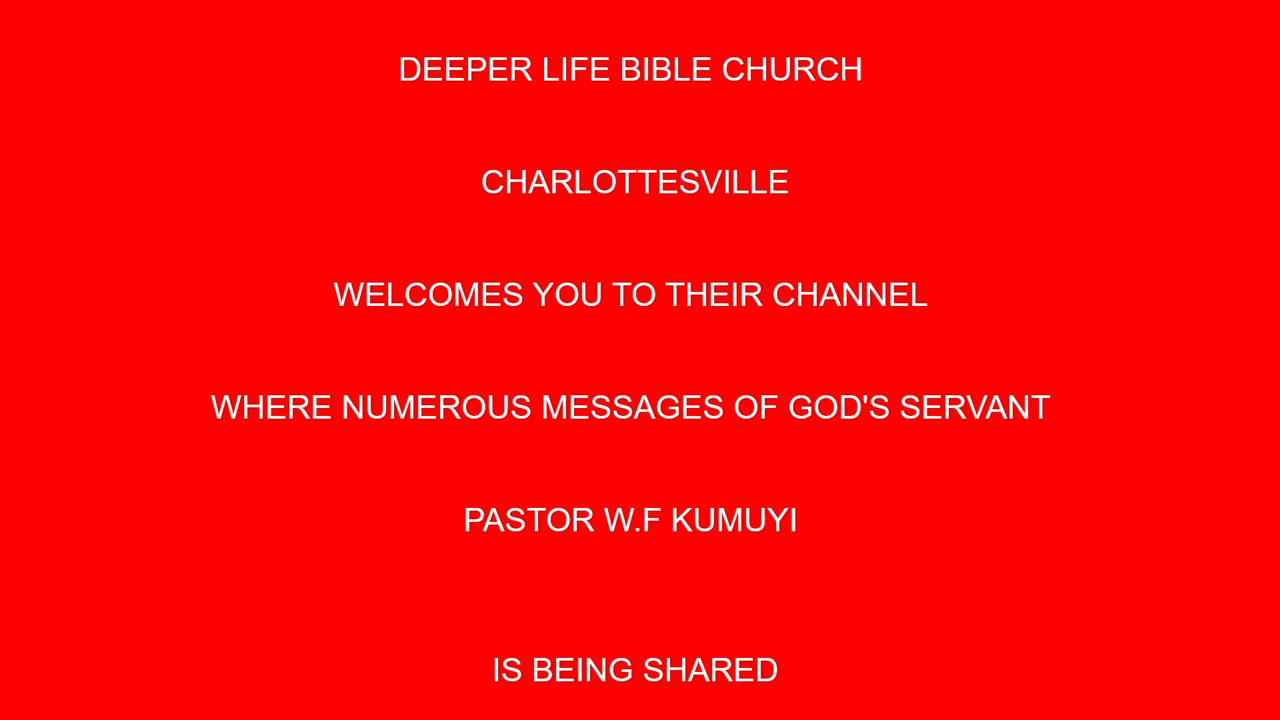 DEEPER LIFE BIBLE CHURCH
CHARLOTTESVILLE
WELCOMES YOU TO THEIR CHANNEL
WHERE NUMEROUS MESSAGES OF GOD'S SERVANT
PASTOR W.F KUMUYI
IS BEING SHARED